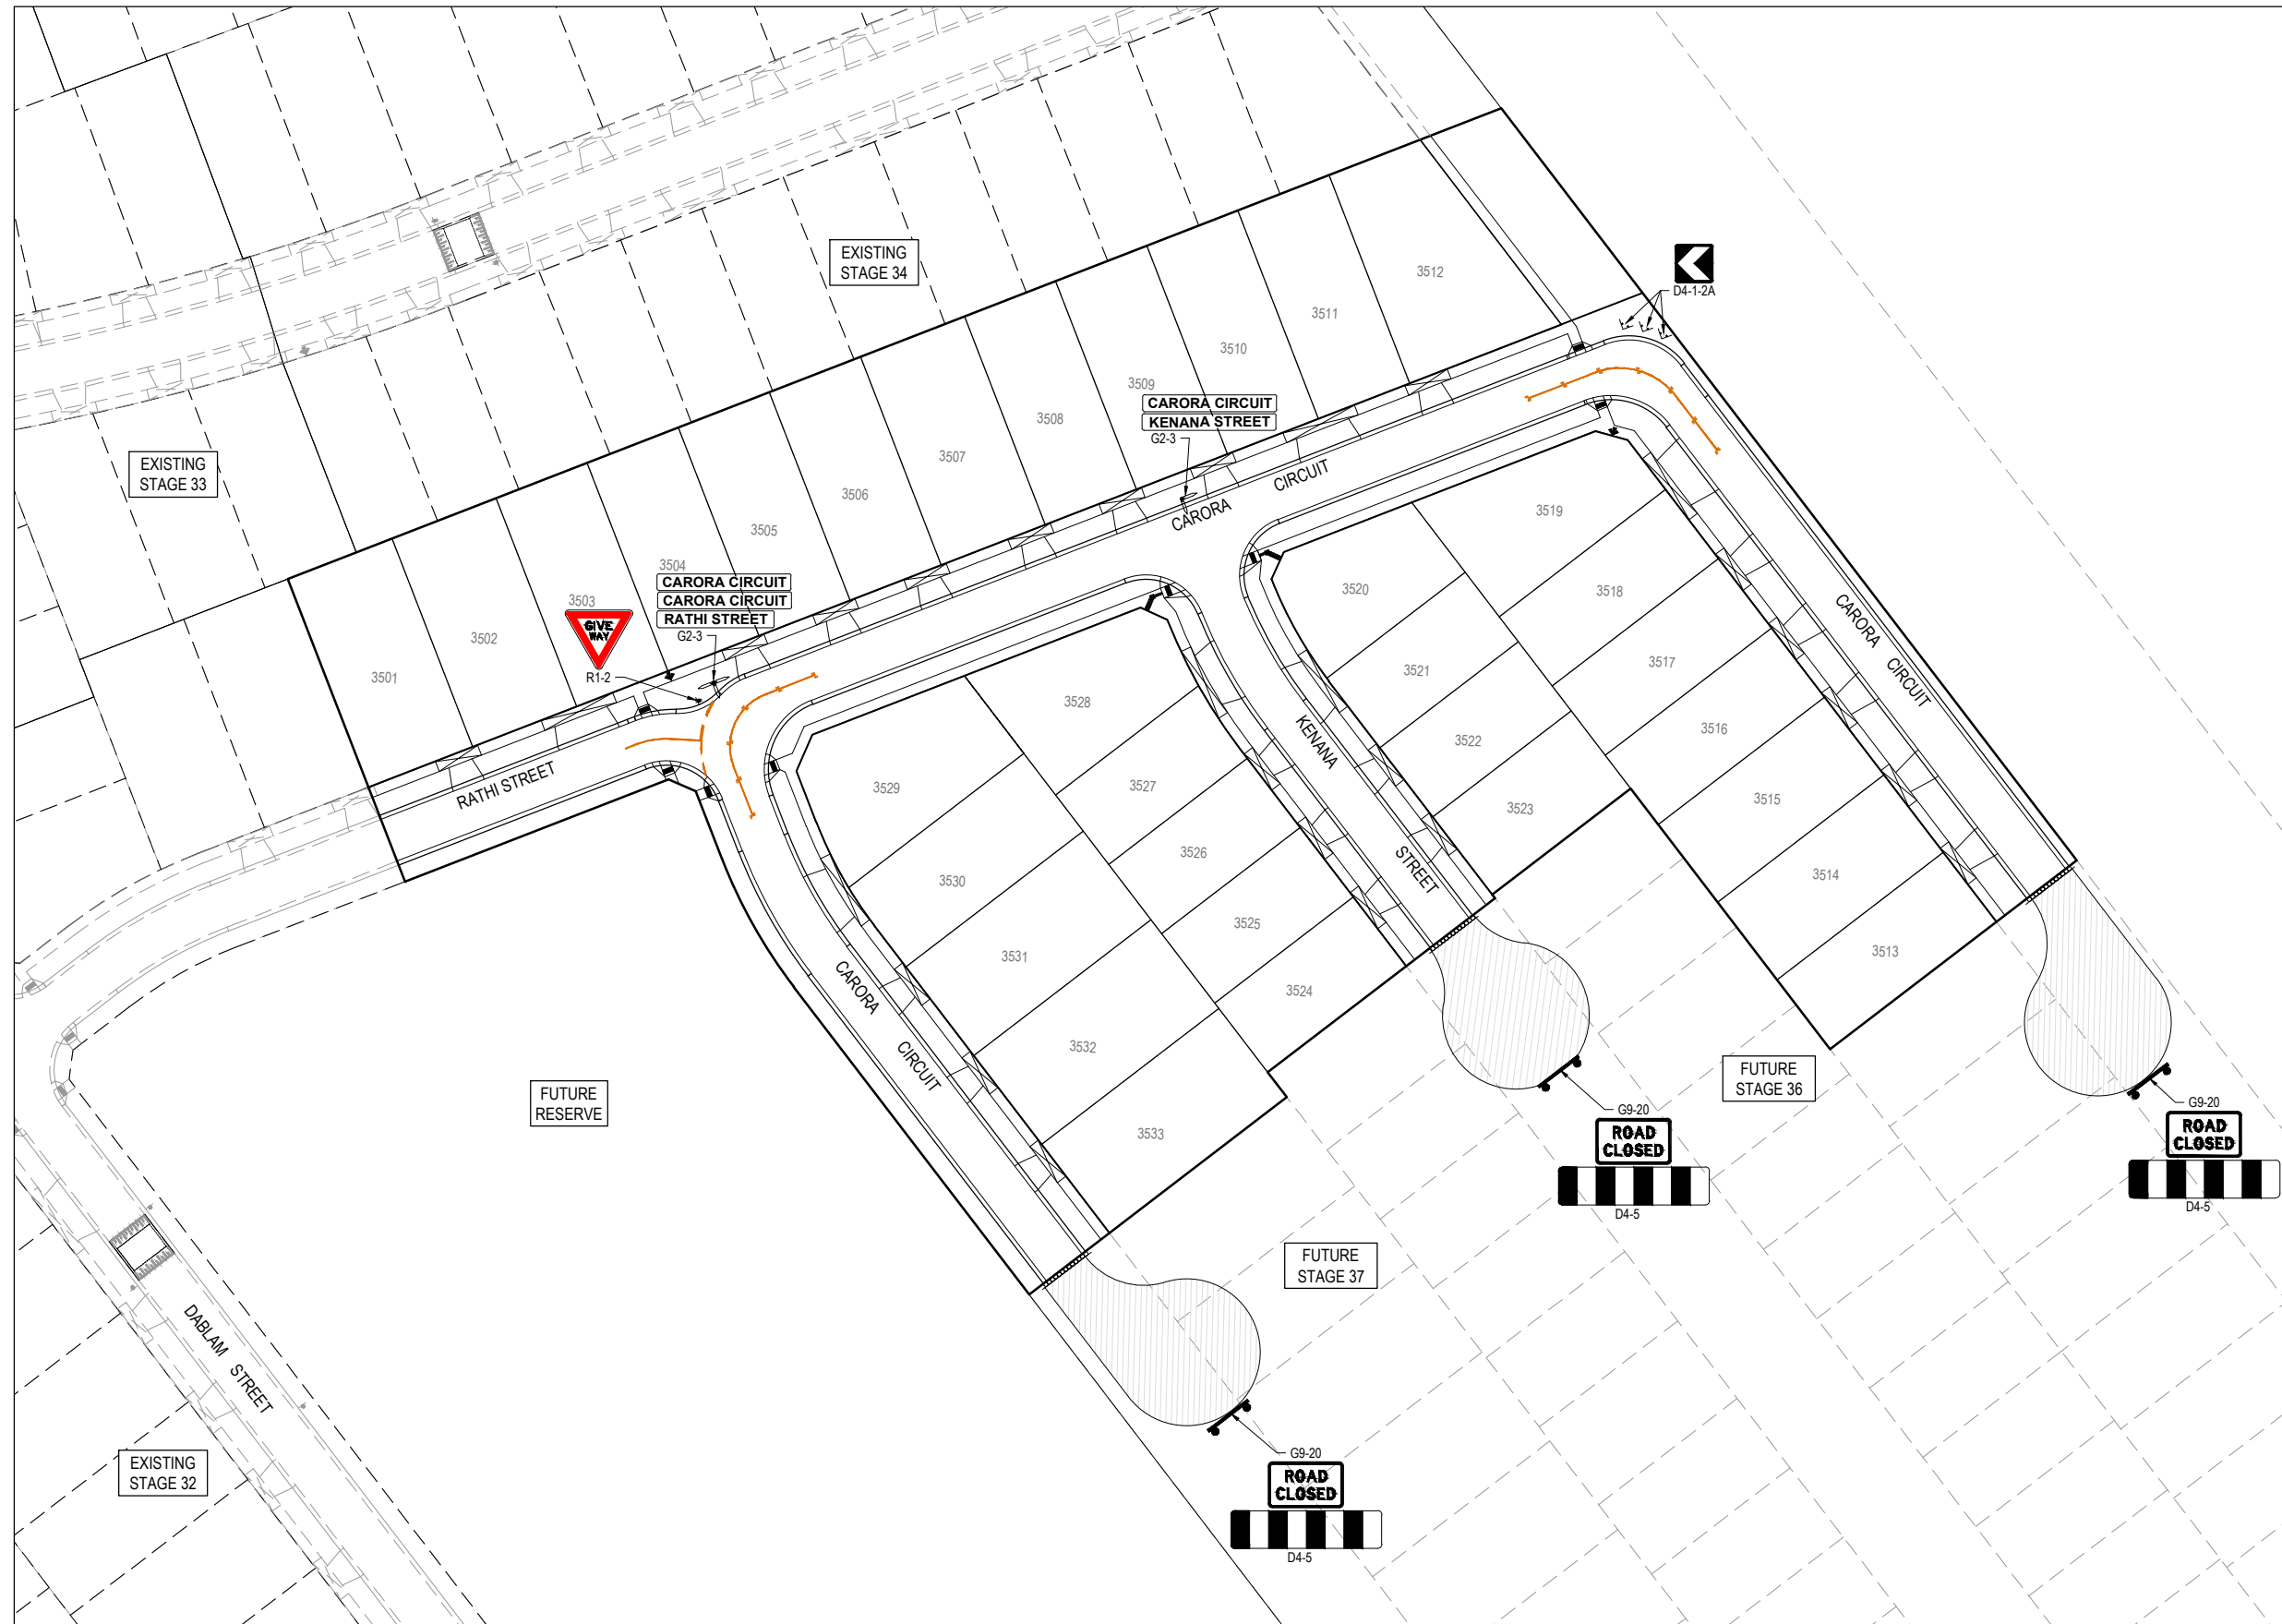 EXISTING
STAGE 34
D4-1-2A
3512
3511
3510
3509
CARORA CIRCUIT
KENANA STREET
G2-3
3508
3507
3506
3505
3504
CARORA CIRCUIT
CARORA CIRCUIT
RATHI STREET
G2-3
3503
GIVE
WAY
R1-2
3502
3501
EXISTING
STAGE 33
CARORA CIRCUIT
RATHI STREET
3519
3520
3518
3521
3517
3522
3516
3523
3515
3514
3513
CARORA CIRCUIT
KENANA STREET
3528
3529
3527
3526
3530
3525
3531
3524
3532
3533
CARORA CIRCUIT
FUTURE
RESERVE
FUTURE
STAGE 36
G9-20
ROAD
CLOSED
D4-5
G9-20
ROAD
CLOSED
D4-5
FUTURE
STAGE 37
G9-20
ROAD
CLOSED
D4-5
DABLAM STREET
EXISTING
STAGE 32